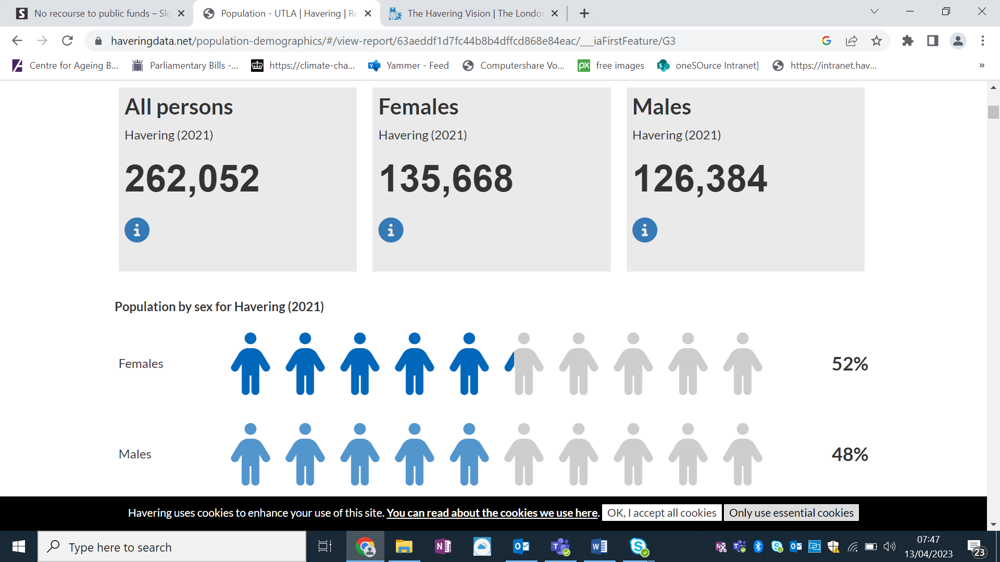 No recourse to public funds – Slo
Population - UTLA | Havering | Re
The Havering Vision | The London
haveringdata.net/population-demographics/#/view-report/63aeddf1d7fc44b8b4dffcd868e84eac/___iaFirstFeature/G3
Centre for Ageing B...
Parliamentary Bills -...
https://climate-cha...
Yammer - Feed
Computershare Vo...
free images
oneSOurce Intranet]
https://intranet.hav...
»
All persons
Havering (2021)
262,052
Females
Havering (2021)
135,668
Males
Havering (2021)
126,384
Population by sex for Havering (2021)
Females
52%
Males
48%
Havering uses cookies to enhance your use of this site. You can read about the cookies we use here. OK, I accept all cookies Only use essential cookies
Type here to search
07:47
13/04/2023
23